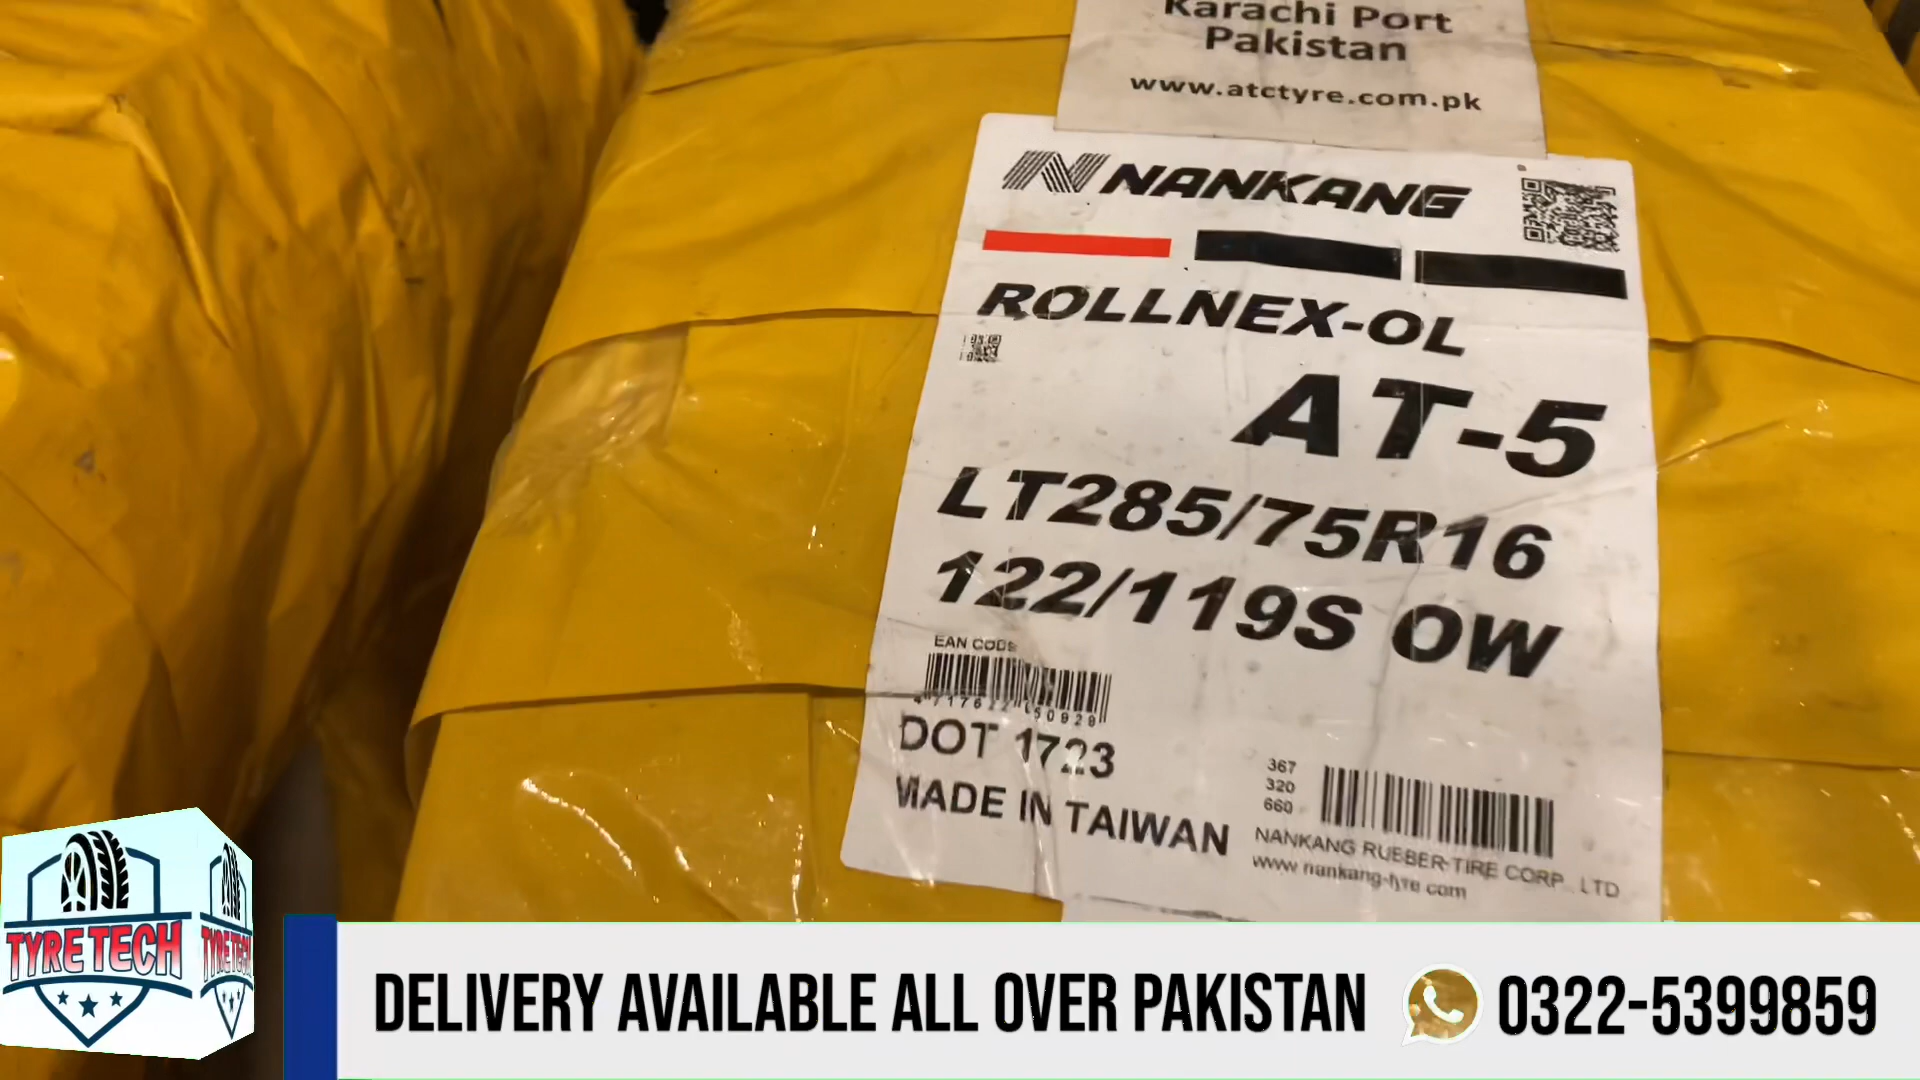 Karachi Port
Pakistan
www.atctyre.com.pk
NANKANG
ROLLNEX-OL
AT-5
LT285/75R16
122/119S OW
EAN CODE
DOT 1723
MADE IN TAIWAN
367
320
660
NANKANG RUBBER TIRE CORP., LTD
www.nankang-tyre.com
TYRE TECH
TYRE TECH
DELIVERY AVAILABLE ALL OVER PAKISTAN
0322-5399859